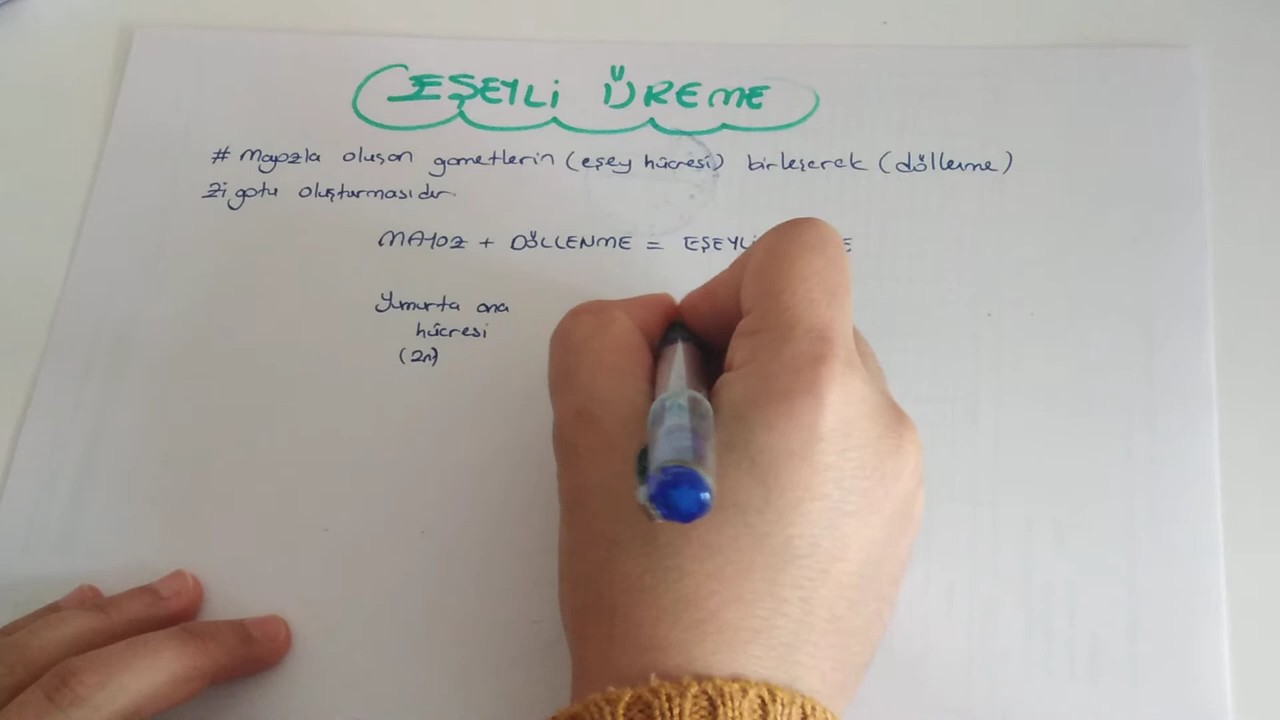 EŞEYLİ ÜREME
# Mayozla oluşan gametlerin (eşey hücresi) birleşerek (döllenme)
Zigotu oluşturmasıdır.
MAYOZ + DÖLLENME = EŞEYLİ
Yumurta ana
hücresi
(2n)